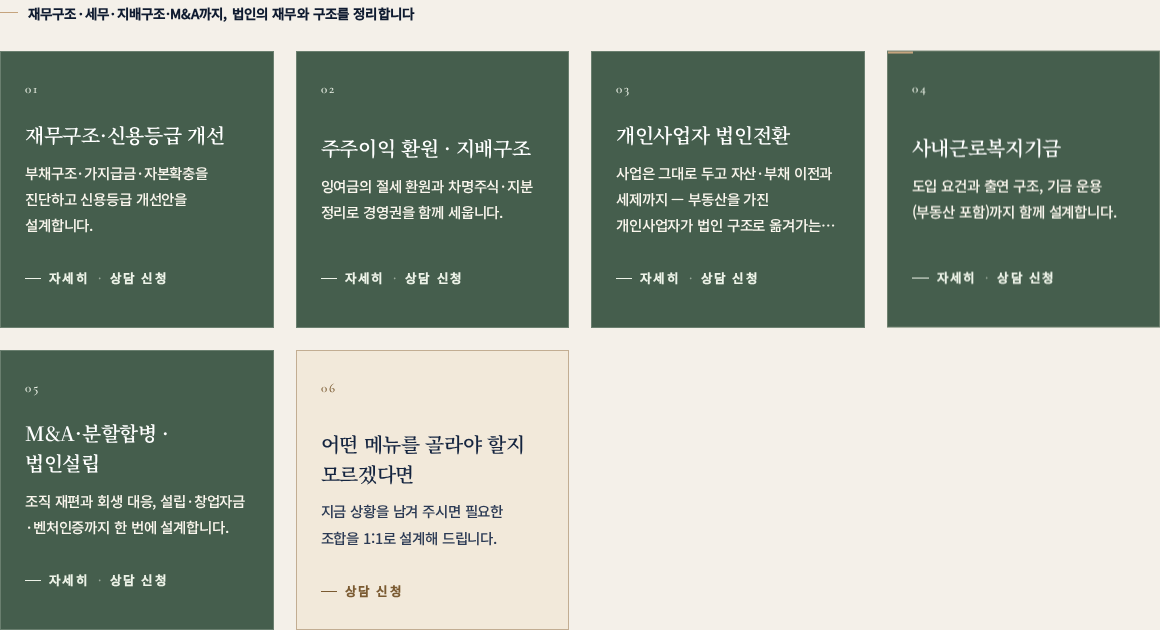 재무구조·세무·지배구조·M&A까지, 법인의 재무와 구조를 정리합니다
01
재무구조·신용등급 개선
부채구조·가지급금·자본확충을
진단하고 신용등급 개선안을
설계합니다.
— 자세히 · 상담 신청
02
주주이익 환원 · 지배구조
잉여금의 절세 환원과 차명주식·지분
정리로 경영권을 함께 세웁니다.
— 자세히 · 상담 신청
03
개인사업자 법인전환
사업은 그대로 두고 자산·부채 이전과
세제까지 — 부동산을 가진
개인사업자가 법인 구조로 옮겨가는…
— 자세히 · 상담 신청
04
사내근로복지기금
도입 요건과 출연 구조, 기금 운용
(부동산 포함)까지 함께 설계합니다.
— 자세히 · 상담 신청
05
M&A·분할합병 ·
법인설립
조직 재편과 회생 대응, 설립·창업자금
·벤처인증까지 한 번에 설계합니다.
— 자세히 · 상담 신청
06
어떤 메뉴를 골라야 할지
모르겠다면
지금 상황을 남겨 주시면 필요한
조합을 1:1로 설계해 드립니다.
— 상담 신청